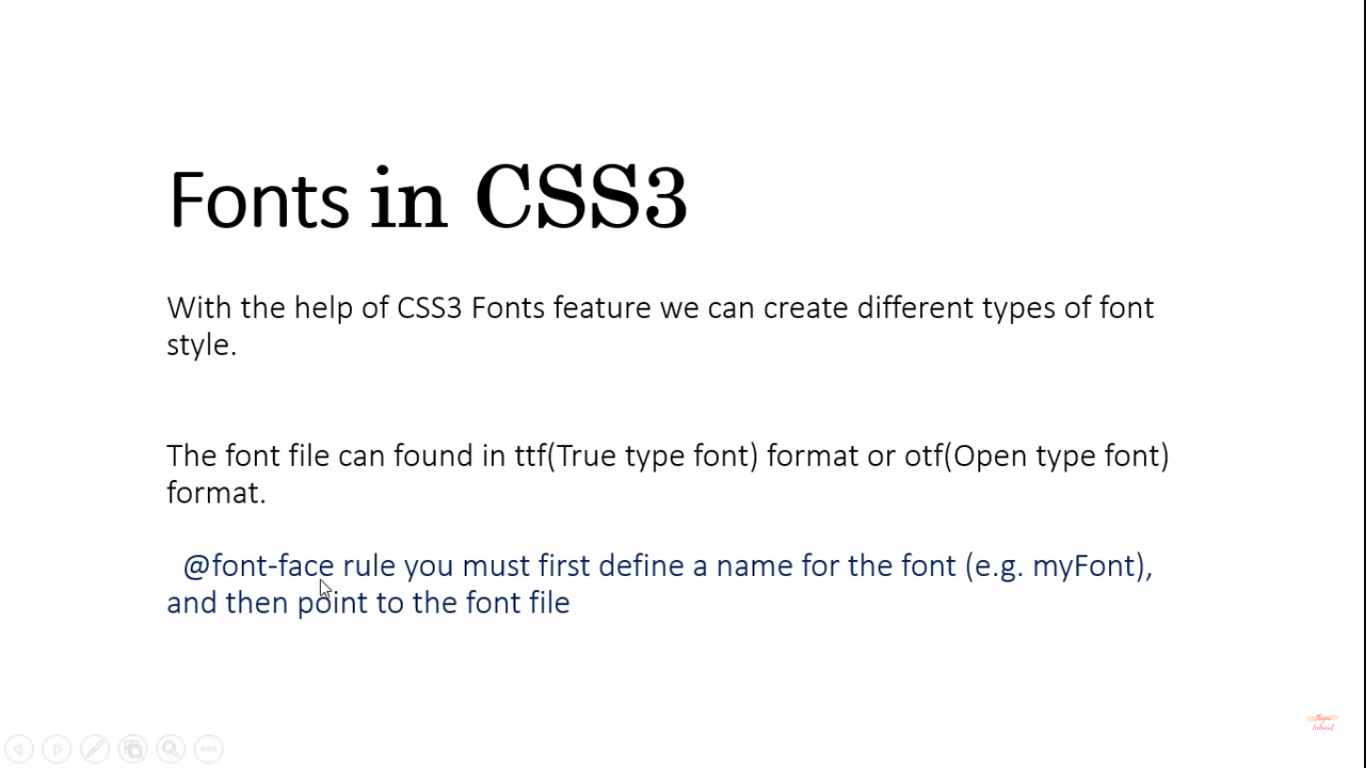 Fonts in CSS3
With the help of CSS3 Fonts feature we can create different types of font
style.
The font file can found in ttf(True type font) format or otf(Open type font)
format.
@font-face rule you must first define a name for the font (e.g. myFont),
and then point to the font file